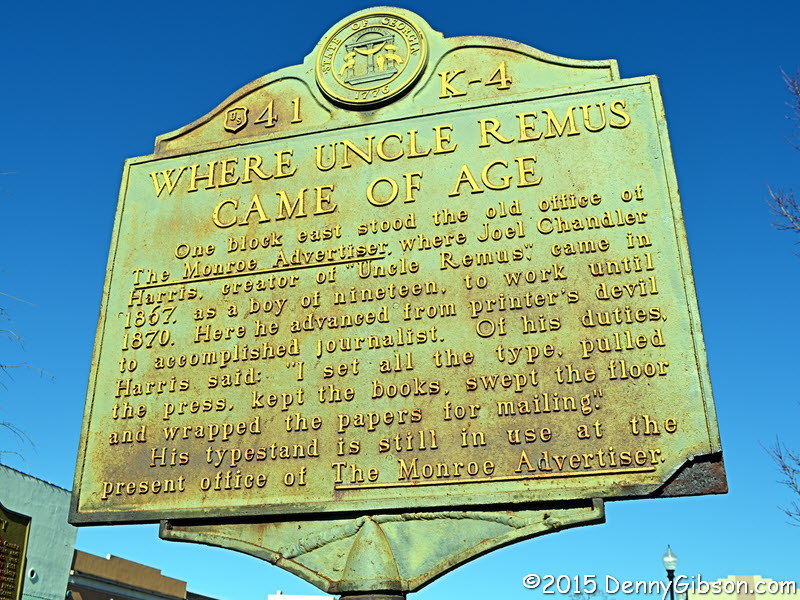 STATE OF GEORGIA
1776
US 41 K-4
WHERE UNCLE REMUS
CAME OF AGE
One block east stood the old office of
The Monroe Advertiser, where Joel Chandler
Harris, creator of "Uncle Remus," came in
1867, as a boy of nineteen, to work until
1870. Here he advanced from printer's devil
to accomplished journalist. Of his duties,
Harris said: "I set all the type, pulled
the press, kept the books, swept the floor
and wrapped the papers for mailing."
His typestand is still in use at the
present office of The Monroe Advertiser.
©2015 DennyGibson.com